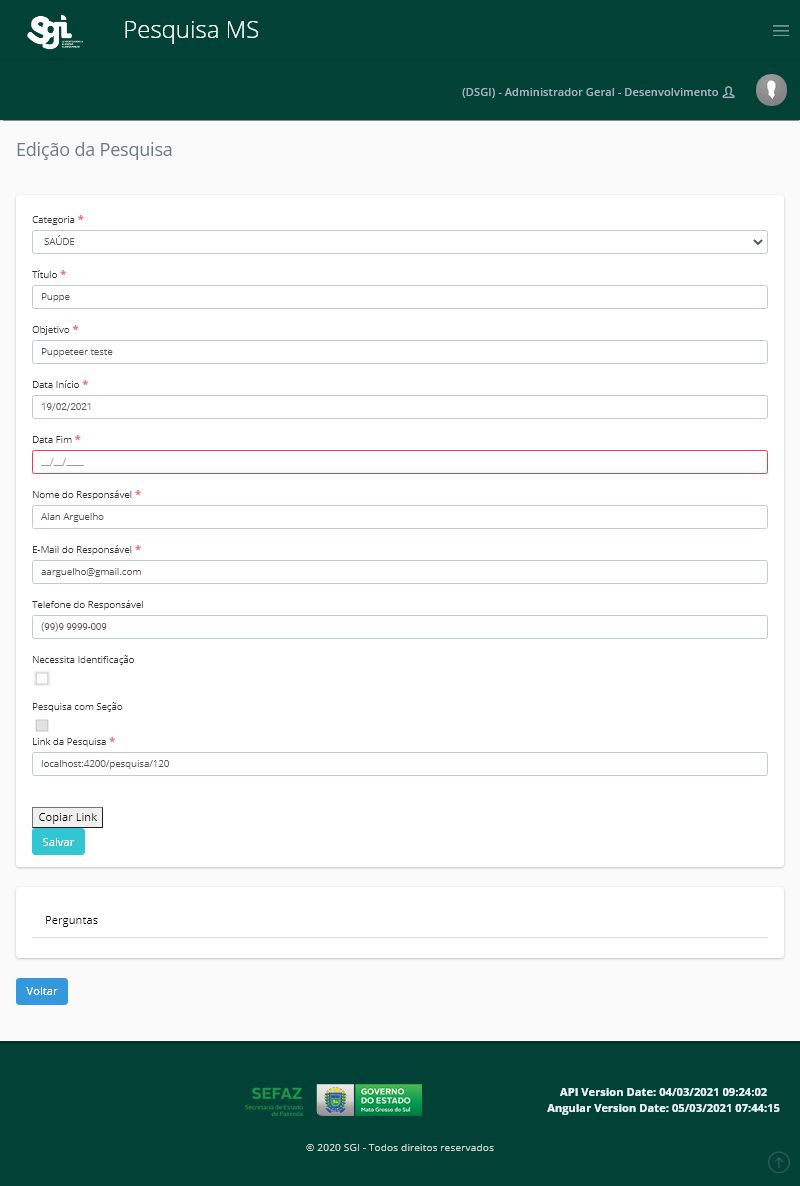 Sgi
Pesquisa MS
(DSGI) - Administrador Geral - Desenvolvimento
Edição da Pesquisa
Categoria *
SAÚDE
Título *
Puppe
Objetivo *
Puppeteer teste
Data Início *
19/02/2021
Data Fim *
__/__/____
Nome do Responsável *
Alan Arguelho
E-Mail do Responsável *
aarguelho@gmail.com
Telefone do Responsável
(99)9 9999-009
Necessita Identificação
Pesquisa com Seção
Link da Pesquisa *
localhost:4200/pesquisa/120
Copiar Link
Salvar
Perguntas
Voltar
SEFAZ
Secretaria de Estado
de Fazenda
GOVERNO
DO ESTADO
Mato Grosso do Sul
API Version Date: 04/03/2021 09:24:02
Angular Version Date: 05/03/2021 07:44:15
© 2020 SGI - Todos direitos reservados